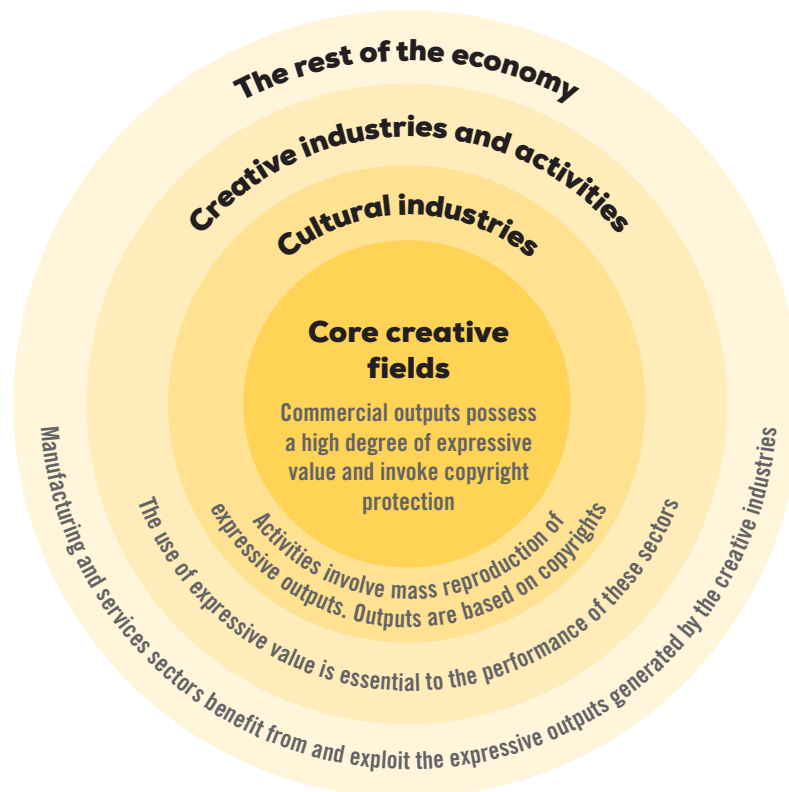 The rest of the economy
Creative industries and activities
Cultural industries
Core creative
fields
Commercial outputs possess
a high degree of expressive
value and invoke copyright
protection
Activities involve mass reproduction of
expressive outputs. Outputs are based on copyrights
The use of expressive value is essential to the performance of these sectors
Manufacturing and services sectors benefit from and exploit the expressive outputs generated by the creative industries